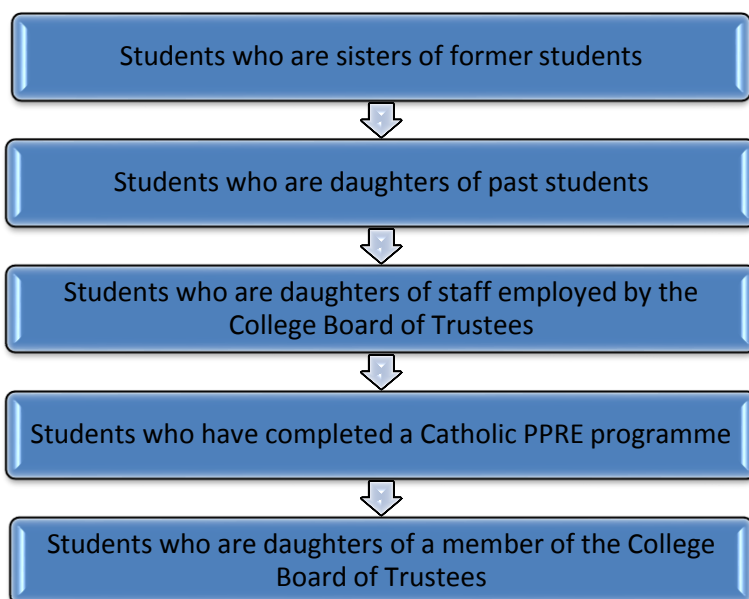 Students who are sisters of former students
Students who are daughters of past students
Students who are daughters of staff employed by the
College Board of Trustees
Students who have completed a Catholic PPRE programme
Students who are daughters of a member of the College
Board of Trustees